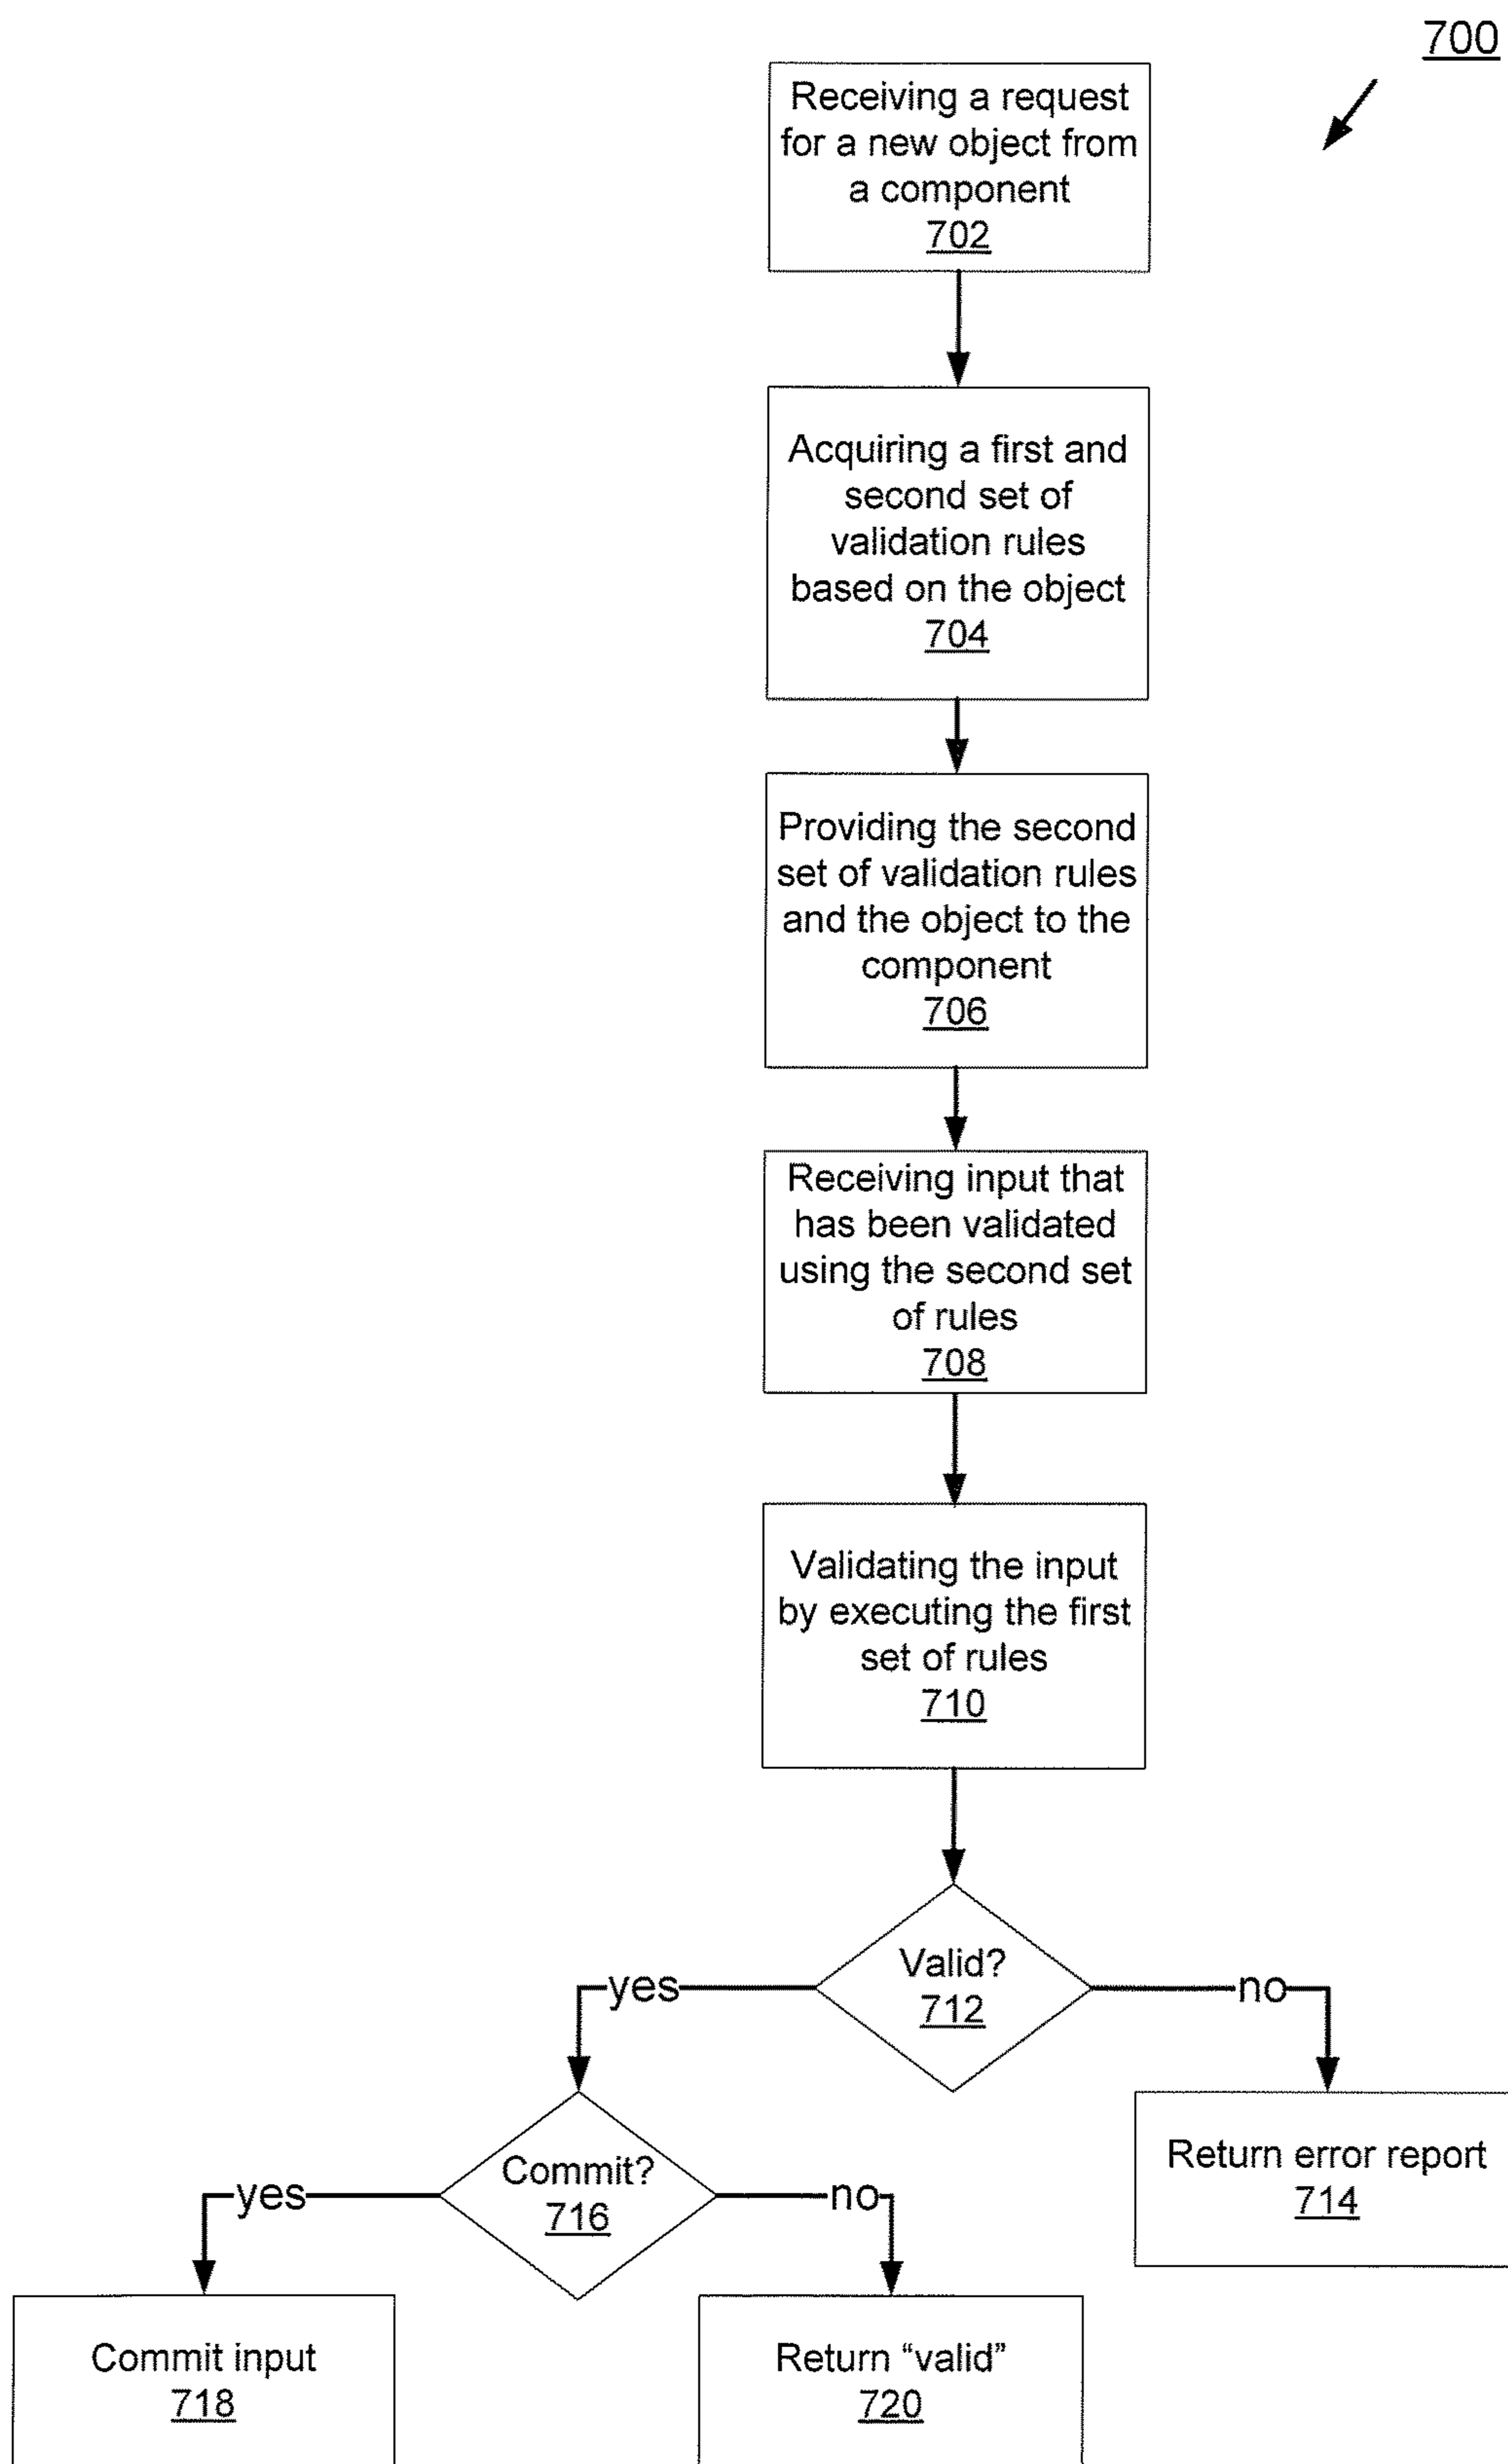 700
Receiving a request
for a new object from
a component
702
Acquiring a first and
second set of
validation rules
based on the object
704
Providing the second
set of validation rules
and the object to the
component
706
Receiving input that
has been validated
using the second set
of rules
708
Validating the input
by executing the first
set of rules
710
Valid?
712
yes
no
Commit?
716
Return error report
714
yes
no
Commit input
718
Return “valid”
720